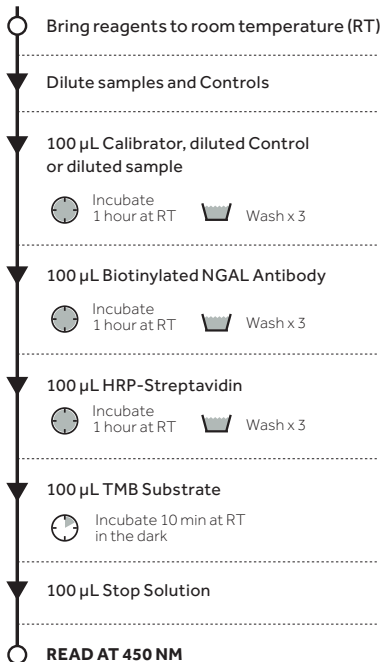 Bring reagents to room temperature (RT)
Dilute samples and Controls
100 µL Calibrator, diluted Control
or diluted sample
Incubate
1 hour at RT
Wash x 3
100 µL Biotinylated NGAL Antibody
Incubate
1 hour at RT
Wash x 3
100 µL HRP-Streptavidin
Incubate
1 hour at RT
Wash x 3
100 µL TMB Substrate
Incubate 10 min at RT
in the dark
100 µL Stop Solution
READ AT 450 NM